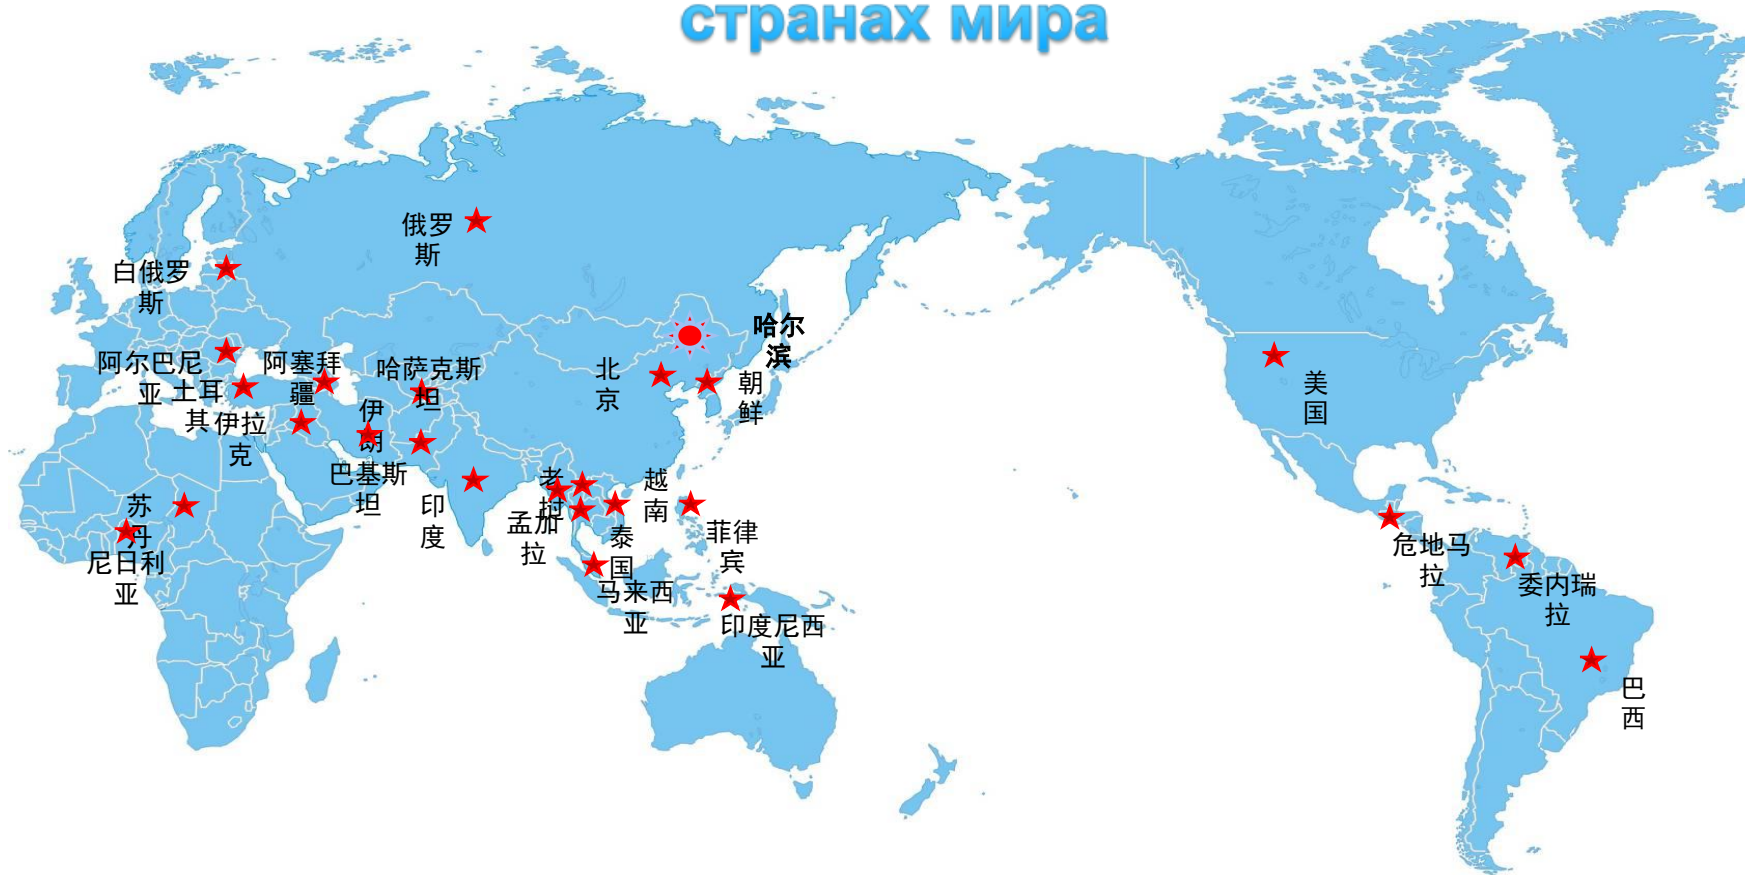 странах мира
俄罗
斯
白俄罗
斯
哈尔
滨
阿尔巴尼
亚
土耳
其
阿塞拜
疆
伊拉
克
哈萨克斯
坦
伊
朗
北
京
朝
鲜
美
国
巴基斯
坦
印
度
老
挝
孟加
拉
越
南
泰
国
菲律
宾
苏
丹
尼日利
亚
马来西
亚
印度尼西
亚
危地马
拉
委内瑞
拉
巴
西